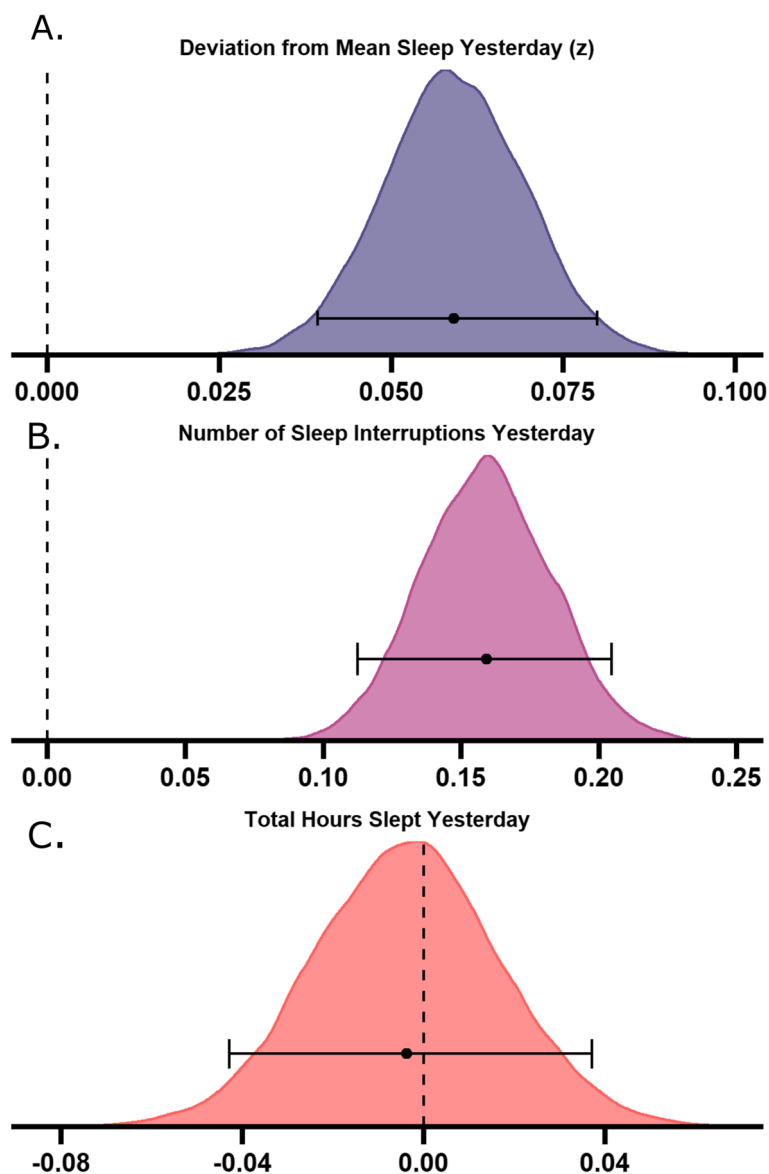 A.
Deviation from Mean Sleep Yesterday (z)
0.000 0.025 0.050 0.075 0.100
B.
Number of Sleep Interruptions Yesterday
0.00 0.05 0.10 0.15 0.20 0.25
C.
Total Hours Slept Yesterday
-0.08 -0.04 0.00 0.04